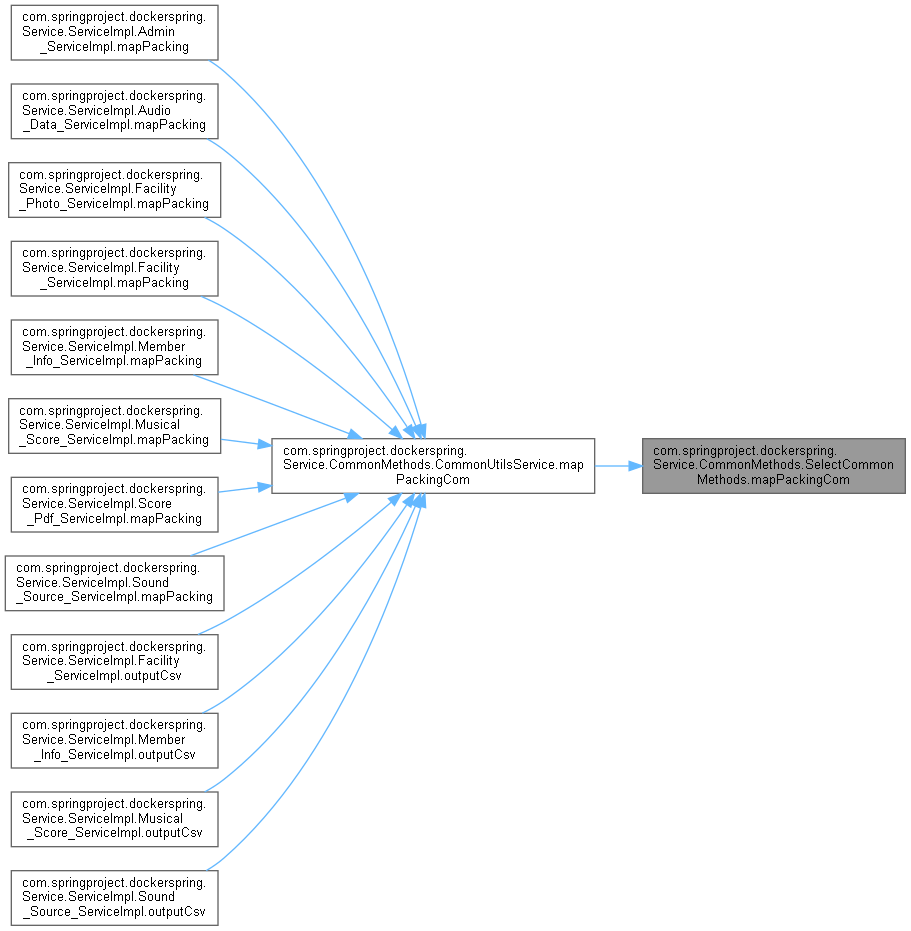 com.springproject.dockerspring.
Service.ServiceImpl.Admin
_ServiceImpl.mapPacking
com.springproject.dockerspring.
Service.ServiceImpl.Audio
_Data_ServiceImpl.mapPacking
com.springproject.dockerspring.
Service.ServiceImpl.Facility
_Photo_ServiceImpl.mapPacking
com.springproject.dockerspring.
Service.ServiceImpl.Facility
_ServiceImpl.mapPacking
com.springproject.dockerspring.
Service.ServiceImpl.Member
_Info_ServiceImpl.mapPacking
com.springproject.dockerspring.
Service.ServiceImpl.Musical
_Score_ServiceImpl.mapPacking
com.springproject.dockerspring.
Service.ServiceImpl.Score
_Pdf_ServiceImpl.mapPacking
com.springproject.dockerspring.
Service.ServiceImpl.Sound
_Source_ServiceImpl.mapPacking
com.springproject.dockerspring.
Service.ServiceImpl.Facility
_ServiceImpl.outputCsv
com.springproject.dockerspring.
Service.ServiceImpl.Member
_Info_ServiceImpl.outputCsv
com.springproject.dockerspring.
Service.ServiceImpl.Musical
_Score_ServiceImpl.outputCsv
com.springproject.dockerspring.
Service.ServiceImpl.Sound
_Source_ServiceImpl.outputCsv
com.springproject.dockerspring.
Service.CommonMethods.CommonUtilsService.map
PackingCom
com.springproject.dockerspring.
Service.CommonMethods.SelectCommon
Methods.mapPackingCom